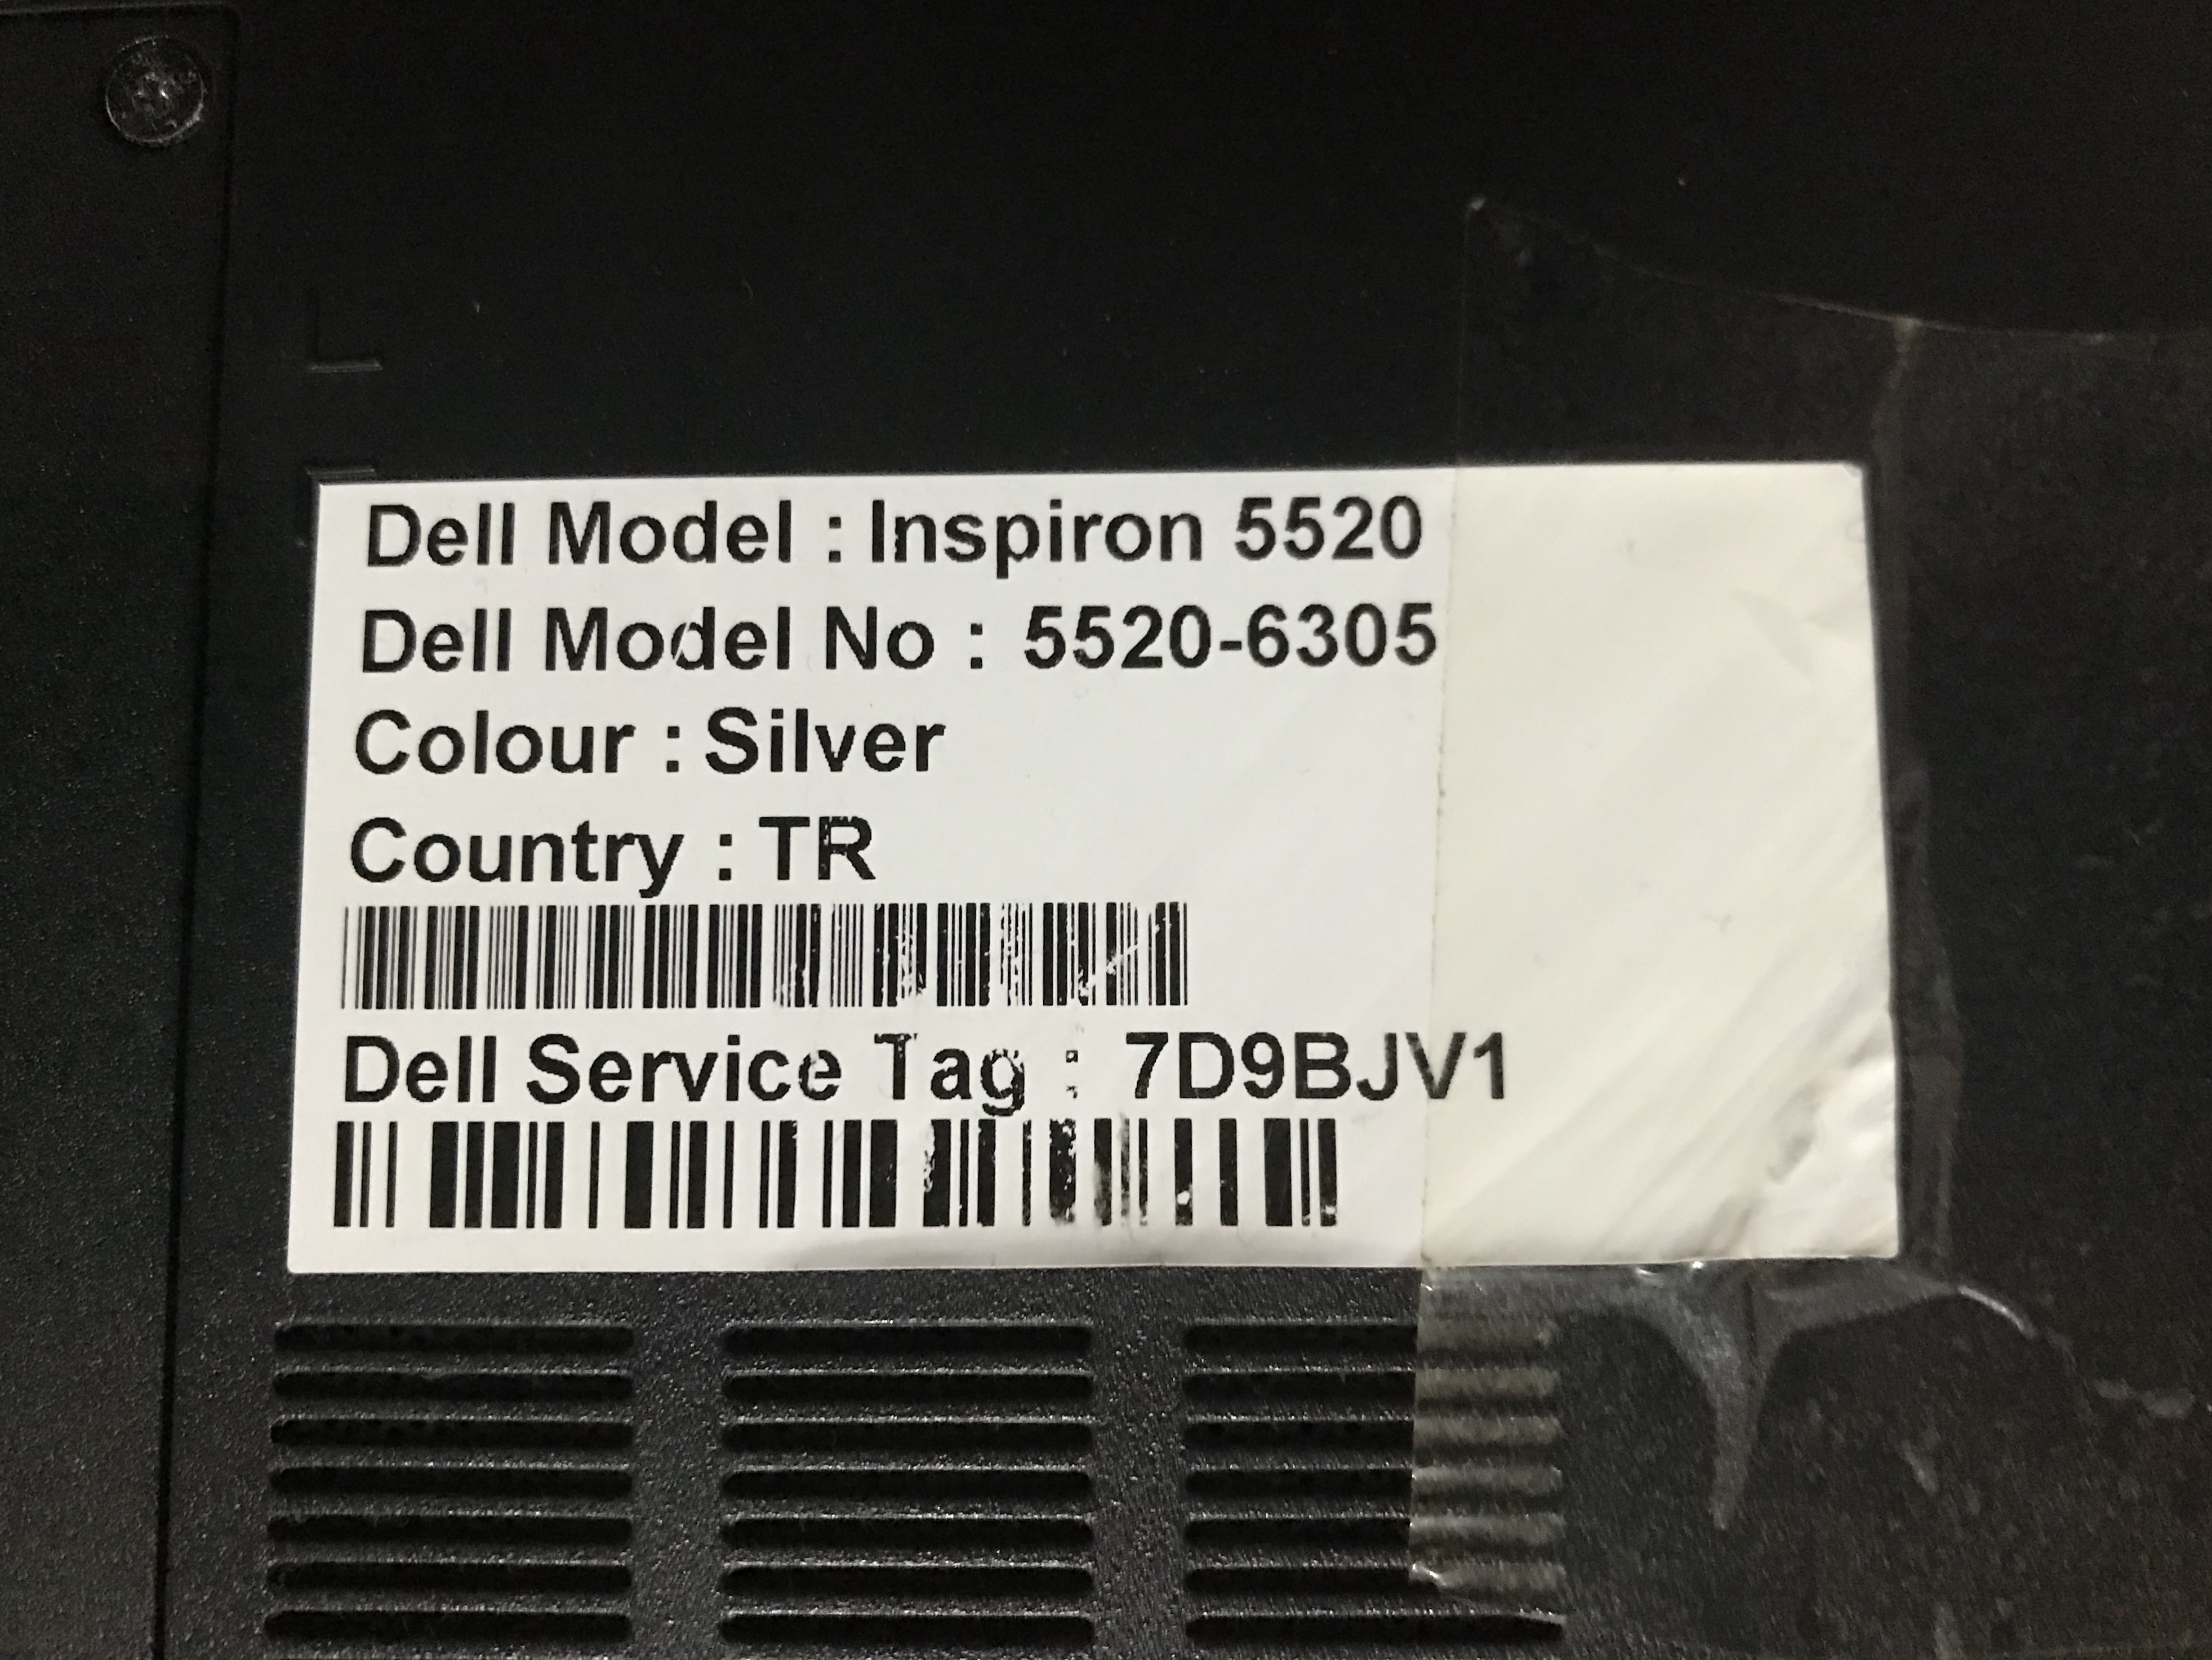 Dell Model : Inspiron 5520
Dell Model No : 5520-6305
Colour : Silver
Country : TR
Dell Service Tag : 7D9BJV1